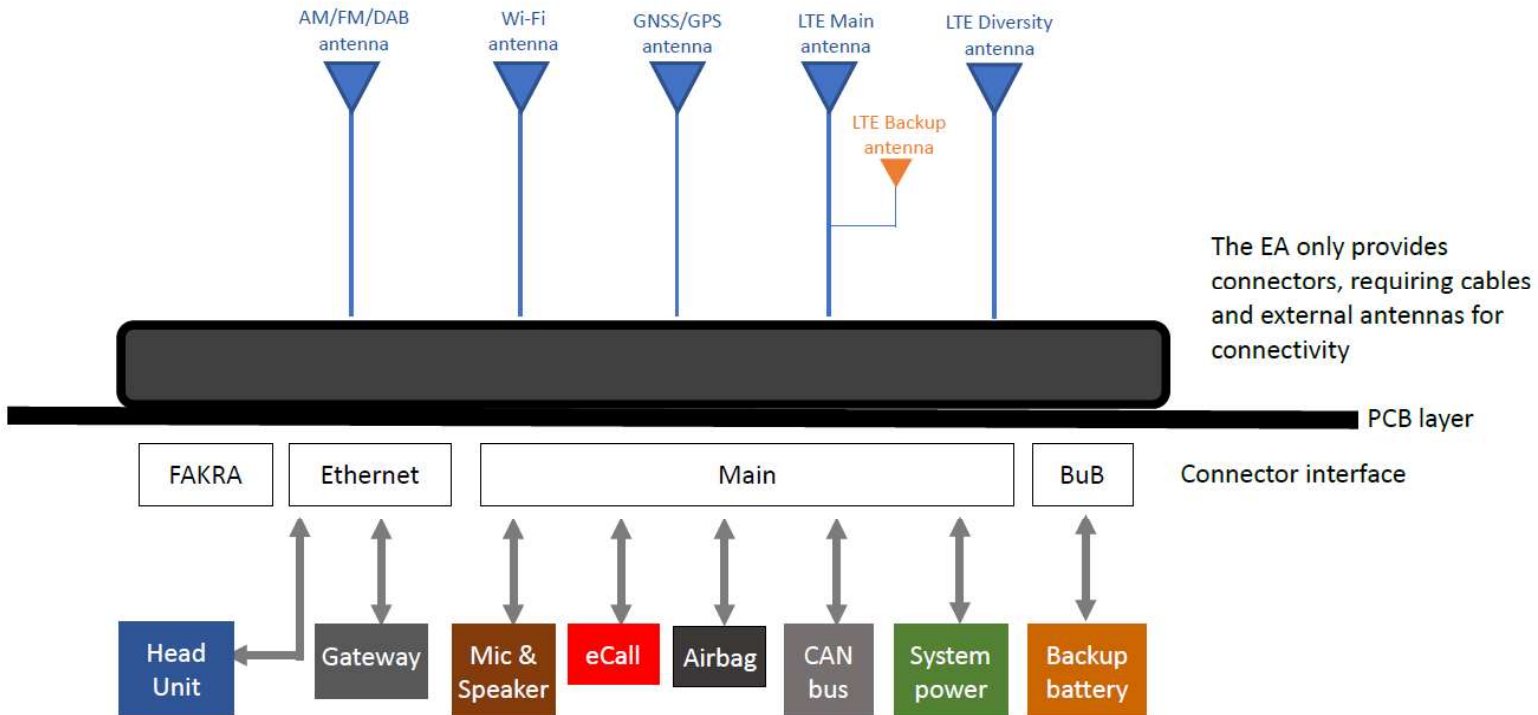 AM/FM/DAB
antenna
Wi-Fi
antenna
GNSS/GPS
antenna
LTE Main
antenna
LTE Diversity
antenna
LTE Backup
antenna
The EA only provides
connectors, requiring cables
and external antennas for
connectivity
PCB layer
FAKRA
Ethernet
Main
BuB
Connector interface
Head
Unit
Gateway
Mic &
Speaker
eCall
Airbag
CAN
bus
System
power
Backup
battery